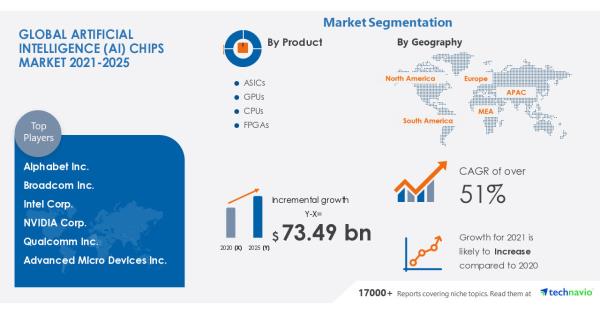 GLOBAL ARTIFICIAL
INTELLIGENCE (AI) CHIPS
MARKET 2021-2025
Top
Players
Alphabet Inc.
Broadcom Inc.
Intel Corp.
NVIDIA Corp.
Qualcomm Inc.
Advanced Micro Devices Inc.
Market Segmentation
By Product
ASICs
GPUs
CPUs
FPGAs
By Geography
North America
Europe
APAC
MEA
South America
2020 (X) 2025 (Y)
Incremental growth
Y-X=
$ 73.49 bn
CAGR of over
51%
Growth for 2021 is
likely to Increase
compared to 2020
17000+ Reports covering niche topics. Read them at technavio